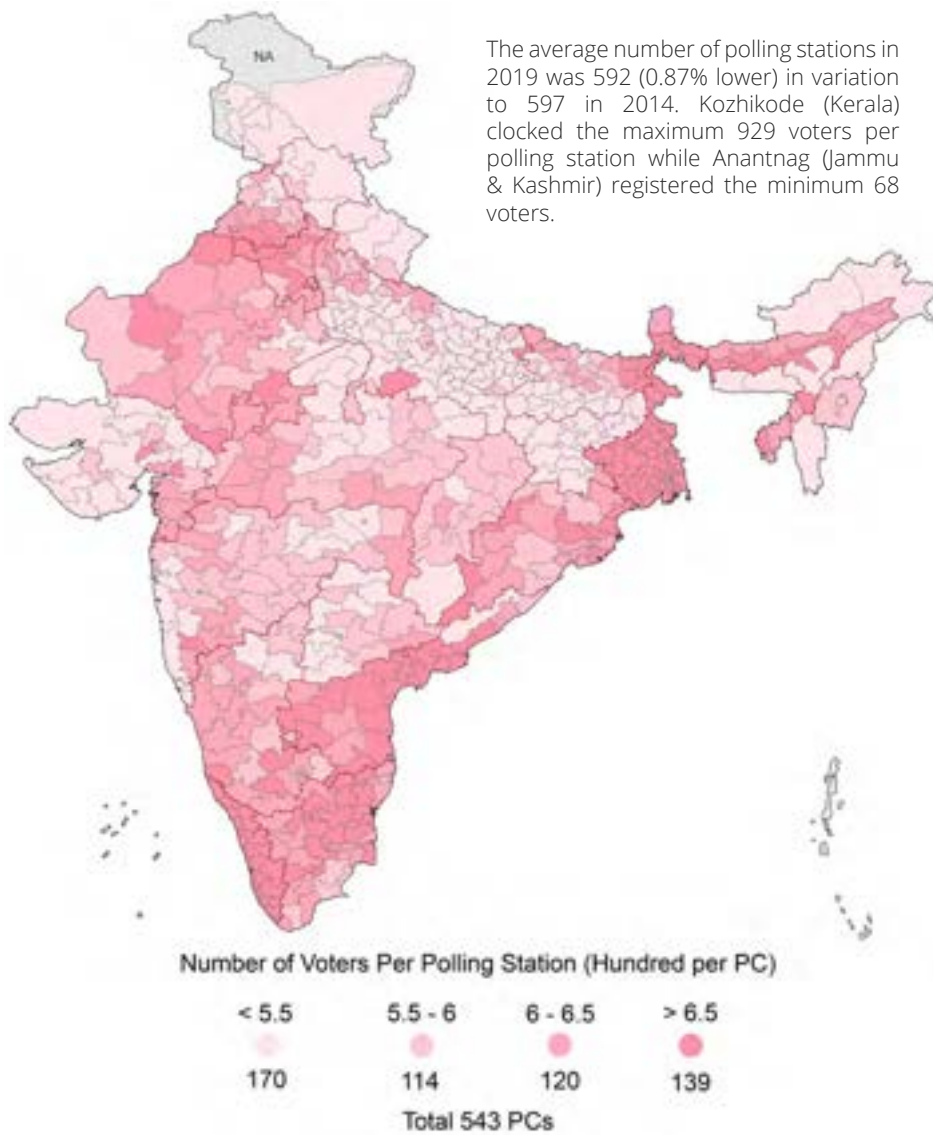 NA
The average number of polling stations in
2019 was 592 (0.87% lower) in variation
to 597 in 2014. Kozhikode (Kerala)
clocked the maximum 929 voters per
polling station while Anantnag (Jammu
& Kashmir) registered the minimum 68
voters.
Number of Voters Per Polling Station (Hundred per PC)
< 5.5 5.5 - 6 6 - 6.5 > 6.5
170 114 120 139
Total 543 PCs